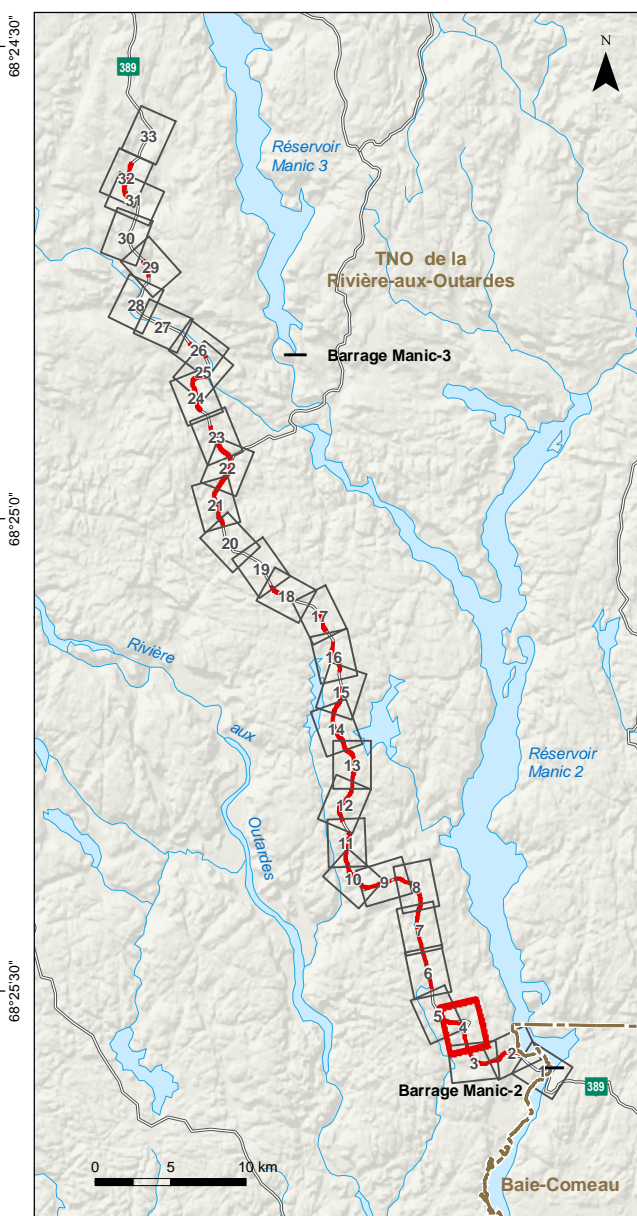 68°24'30"
389
N
Réservoir
Manic 3
33
32
31
30
29
28
27
26
25
24
23
22
21
20
19
18
17
16
15
14
13
12
11
10
9
8
7
6
5
4
3
2
1
TNO de la
Rivière-aux-Outardes
Barrage Manic-3
68°25'0"
Rivière
aux
Outardes
Réservoir
Manic 2
68°25'30"
Barrage Manic-2
389
0 5 10 km
Baie-Comeau